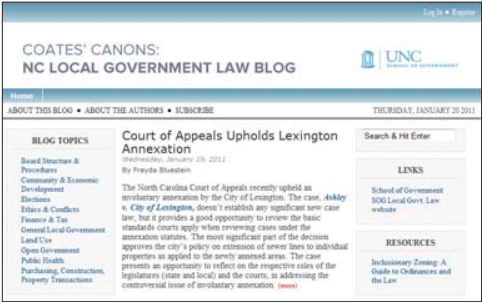 Log In • Register
COATES' CANONS:
NC LOCAL GOVERNMENT LAW BLOG
UNC
SCHOOL OF GOVERNMENT
Home
ABOUT THIS BLOG • ABOUT THE AUTHORS • SUBSCRIBE
THURSDAY, JANUARY 20 2011
BLOG TOPICS
Board Structure &
Procedures
Community & Economic
Development
Elections
Ethics & Conflicts
Finance & Tax
General Local Government
Land Use
Open Government
Public Health
Purchasing, Construction,
Property Transactions
Court of Appeals Upholds Lexington
Annexation
Wednesday, January 19, 2011
By Frayda Bluestein
The North Carolina Court of Appeals recently upheld an
involuntary annexation by the City of Lexington. The case, Ashley
v. City of Lexington, doesn't establish any significant new case
law, but it provides a good opportunity to review the basic
standards courts apply when reviewing cases under the
annexation statutes. The most significant part of the decision
approves the city's policy on extension of sewer lines to individual
properties as applied to the newly annexed areas. The case
presents an opportunity to reflect on the respective roles of the
legislatures (state and local) and the courts, in addressing the
controversial issue of involuntary annexation. (more)
Search & Hit Enter
LINKS
School of Government
SOG Local Govt. Law
website
RESOURCES
Inclusionary Zoning: A
Guide to Ordinances and
the Law